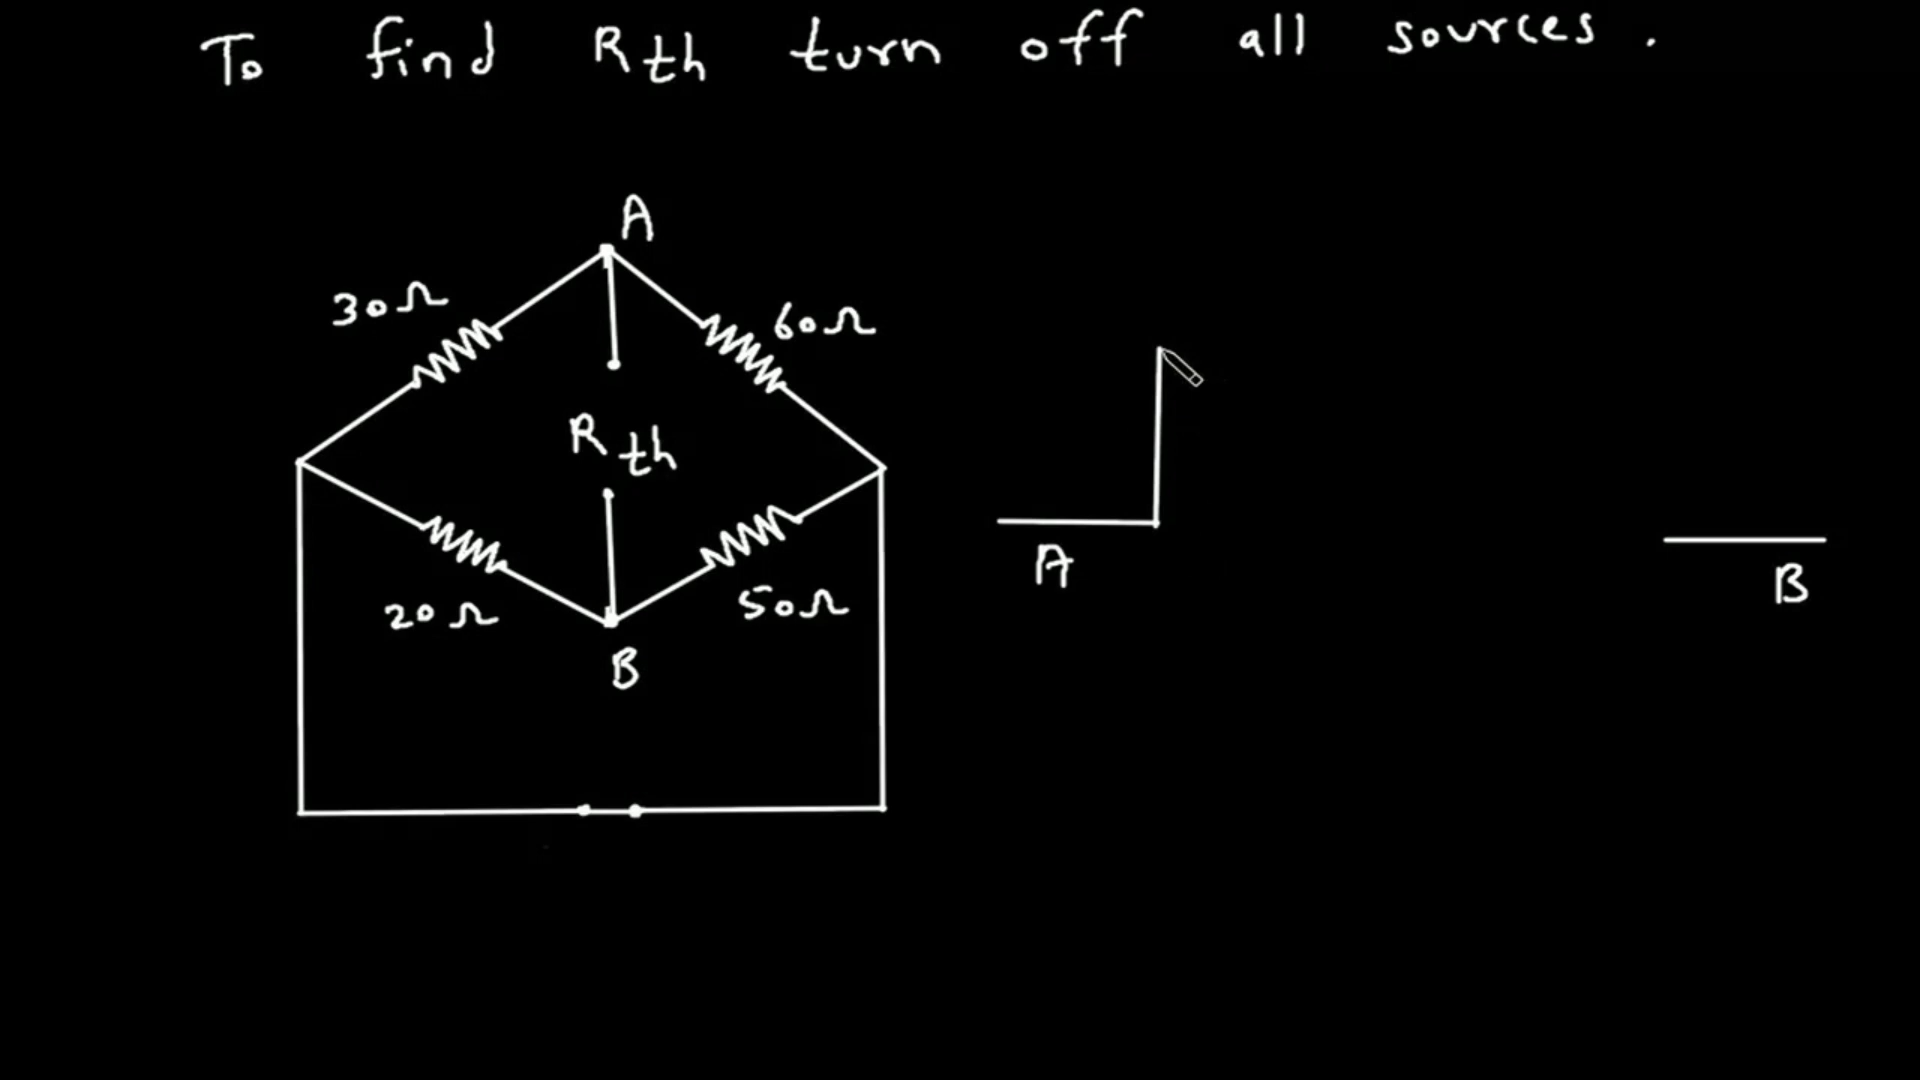 To find Rth turn off all sources.
A
30Ω
60Ω
Rth
A
B
20Ω
50Ω
B